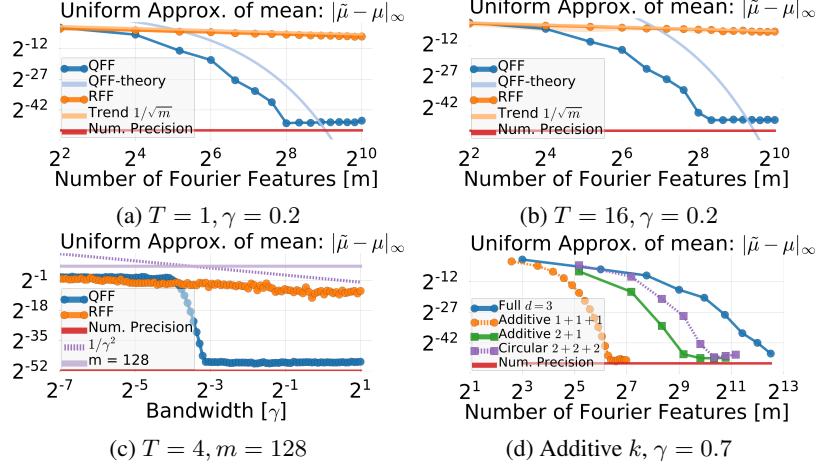 Uniform Approx. of mean: |μ̃ − μ|∞
2^-12
2^-27
2^-42
QFF
QFF-theory
RFF
Trend 1/√m
Num. Precision
2^2 2^4 2^6 2^8 2^10
Number of Fourier Features [m]
(a) T = 1, γ = 0.2
Uniform Approx. of mean: |μ̃ − μ|∞
2^-12
2^-27
2^-42
QFF
QFF-theory
RFF
Trend 1/√m
Num. Precision
2^2 2^4 2^6 2^8 2^10
Number of Fourier Features [m]
(b) T = 16, γ = 0.2
Uniform Approx. of mean: |μ̃ − μ|∞
2^-1
2^-18
2^-35
2^-52
QFF
RFF
Num. Precision
1/γ^2
m = 128
2^-7 2^-5 2^-3 2^-1 2^1
Bandwidth [γ]
(c) T = 4, m = 128
Uniform Approx. of mean: |μ̃ − μ|∞
2^-12
2^-27
2^-42
Full d = 3
Additive 1 + 1 + 1
Additive 2 + 1
Circular 2 + 2 + 2
Num. Precision
2^1 2^3 2^5 2^7 2^9 2^11 2^13
Number of Fourier Features [m]
(d) Additive k, γ = 0.7